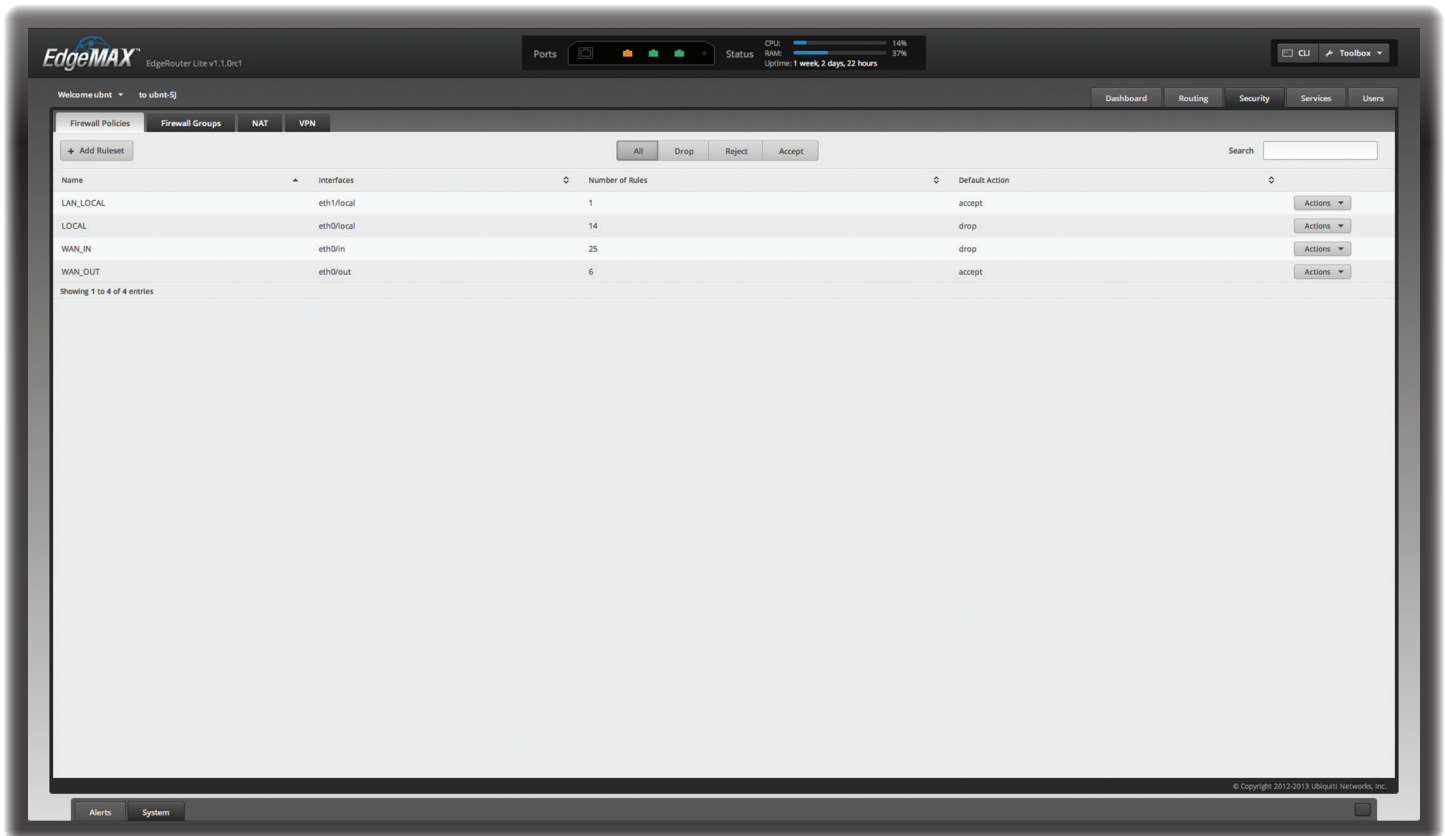 EdgeMAX™ EdgeRouter Lite v1.1.0rc1
Ports Status
CPU: 14%
RAM: 37%
Uptime: 1 week, 2 days, 22 hours
CLI Toolbox
Welcome ubnt to ubnt-SJ
Dashboard Routing Security Services Users
Firewall Policies Firewall Groups NAT VPN
+ Add Ruleset All Drop Reject Accept Search
Name Interfaces Number of Rules Default Action
LAN_LOCAL eth1/local 1 accept Actions
LOCAL eth0/local 14 drop Actions
WAN_IN eth0/in 25 drop Actions
WAN_OUT eth0/out 6 accept Actions
Showing 1 to 4 of 4 entries
© Copyright 2012-2013 Ubiquiti Networks, Inc.
Alerts System